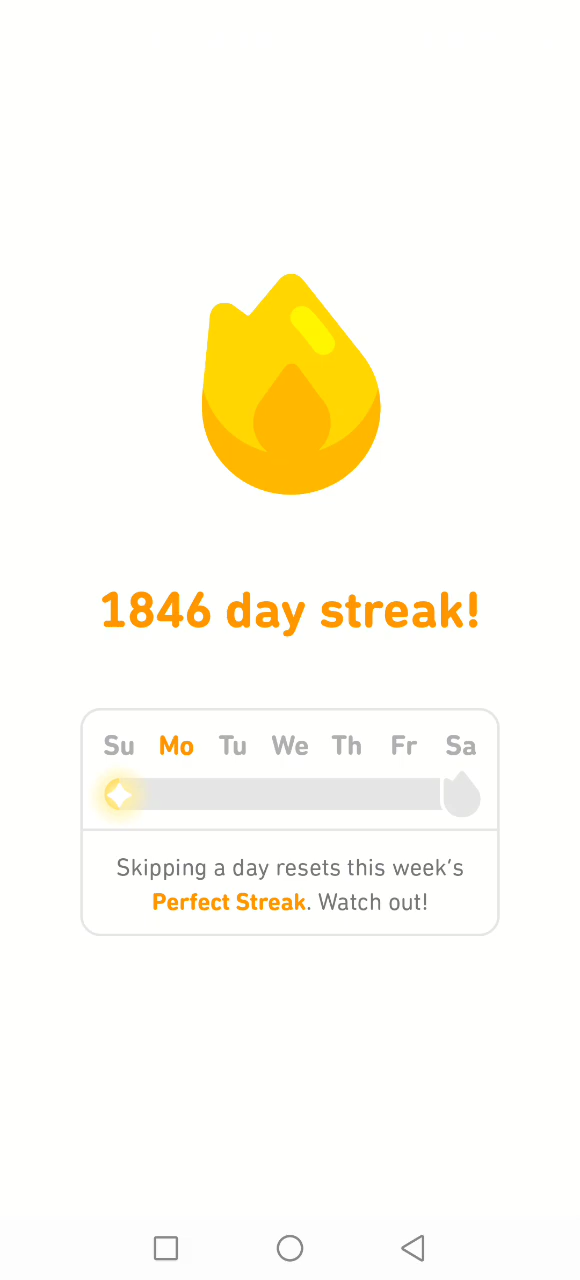 1846 day streak!
Su Mo Tu We Th Fr Sa
Skipping a day resets this week's
Perfect Streak. Watch out!